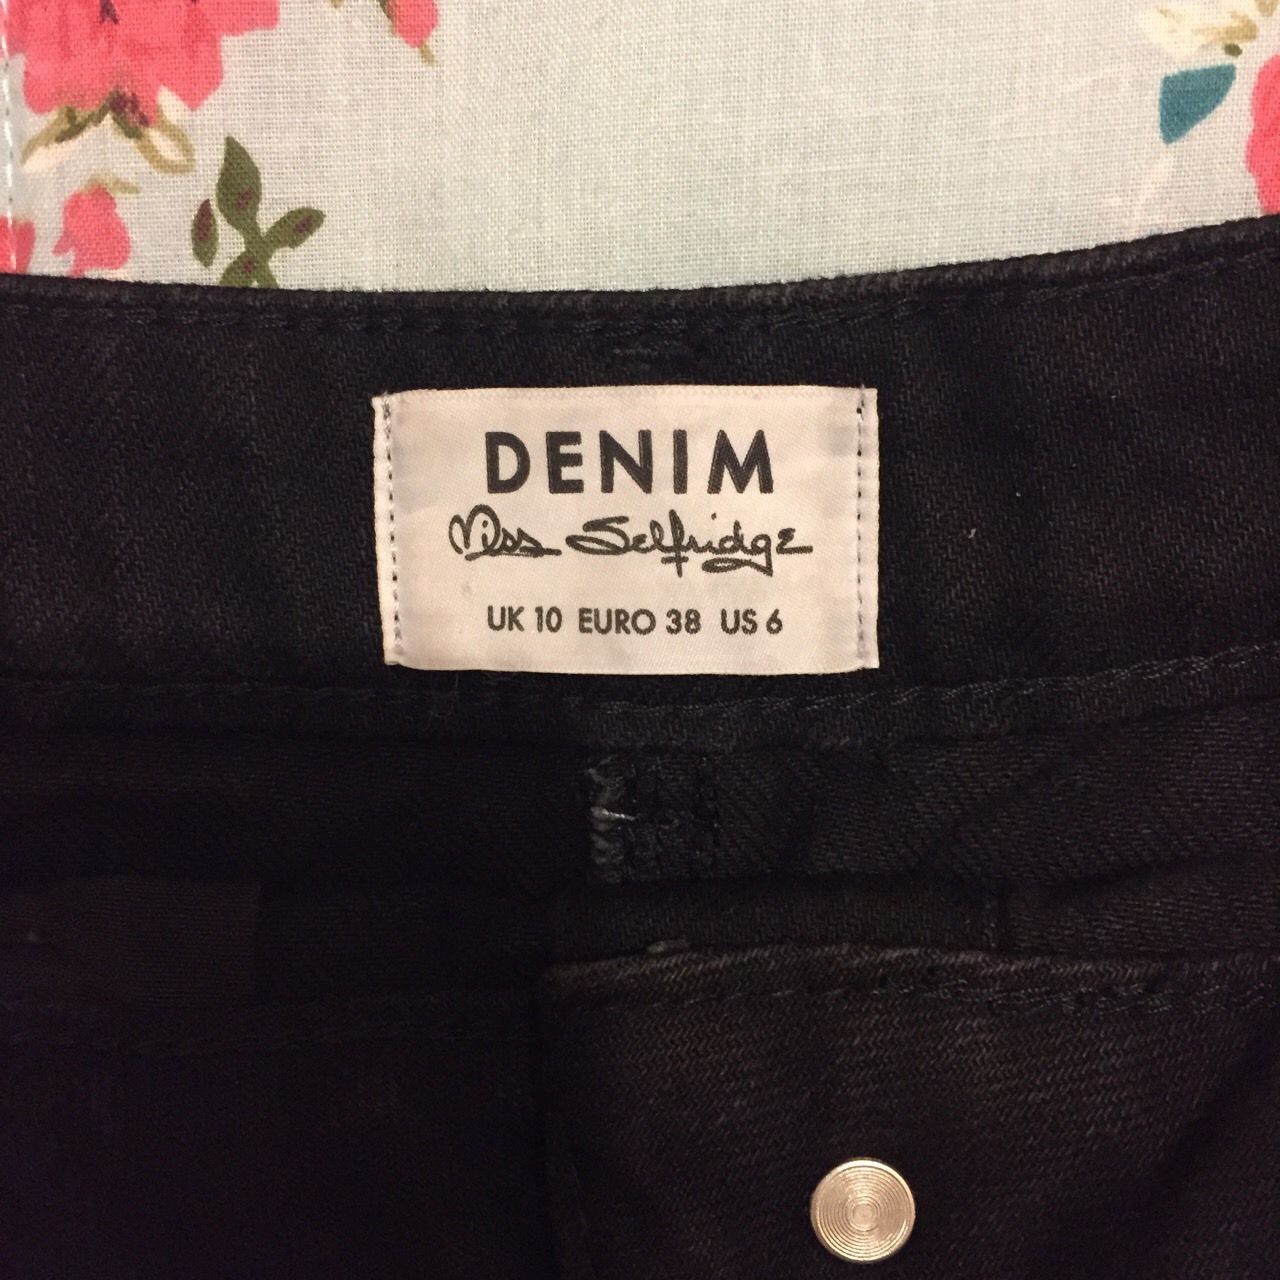 DENIM
Miss Selfridge
UK 10 EURO 38 US 6